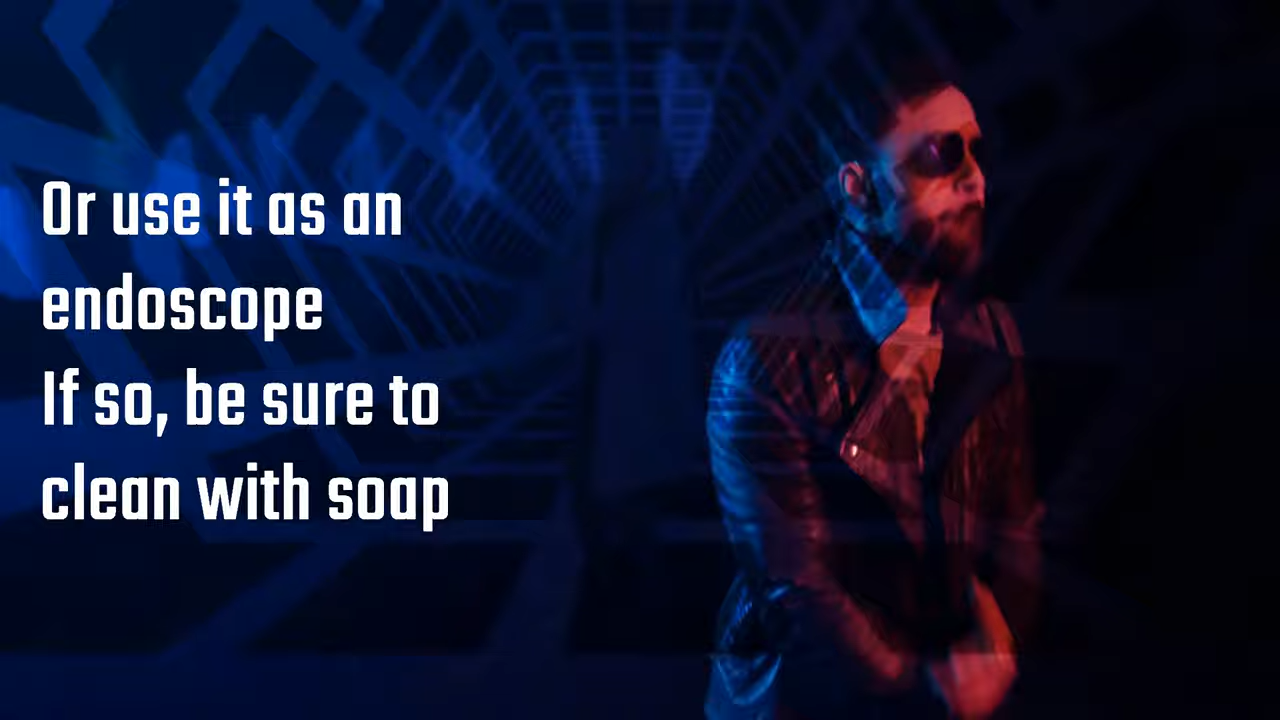 Or use it as an
endoscope
If so, be sure to
clean with soap